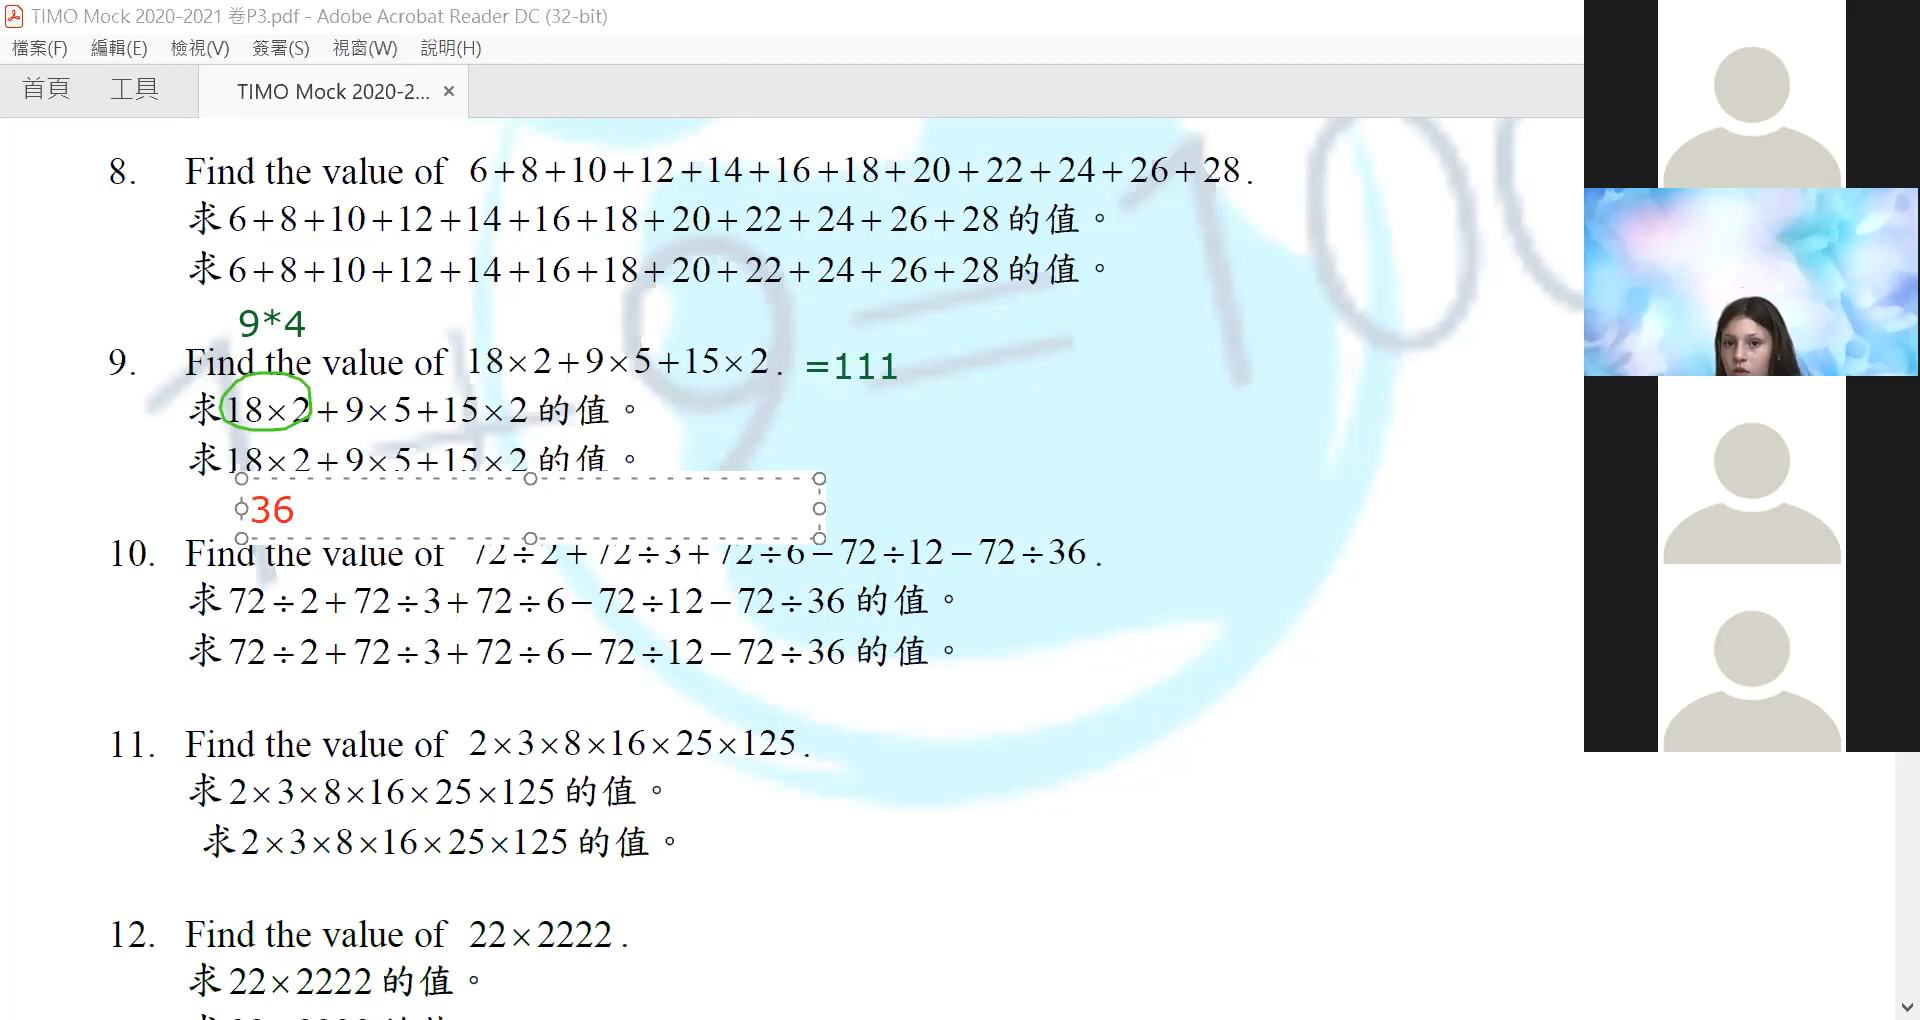 TIMO Mock 2020-2021 卷P3.pdf - Adobe Acrobat Reader DC (32-bit)
檔案(F) 編輯(E) 檢視(V) 簽署(S) 視窗(W) 說明(H)
首頁 工具 TIMO Mock 2020-2... ×
8. Find the value of 6+8+10+12+14+16+18+20+22+24+26+28.
求6+8+10+12+14+16+18+20+22+24+26+28的值。
求6+8+10+12+14+16+18+20+22+24+26+28的值。
9*4
9. Find the value of 18×2+9×5+15×2. =111
求18×2+9×5+15×2的值。
求18×2+9×5+15×2的值。
36
10. Find the value of 72÷2+72÷3+72÷6−72÷12−72÷36.
求72÷2+72÷3+72÷6−72÷12−72÷36的值。
求72÷2+72÷3+72÷6−72÷12−72÷36的值。
11. Find the value of 2×3×8×16×25×125.
求2×3×8×16×25×125的值。
求2×3×8×16×25×125的值。
12. Find the value of 22×2222.
求22×2222的值。